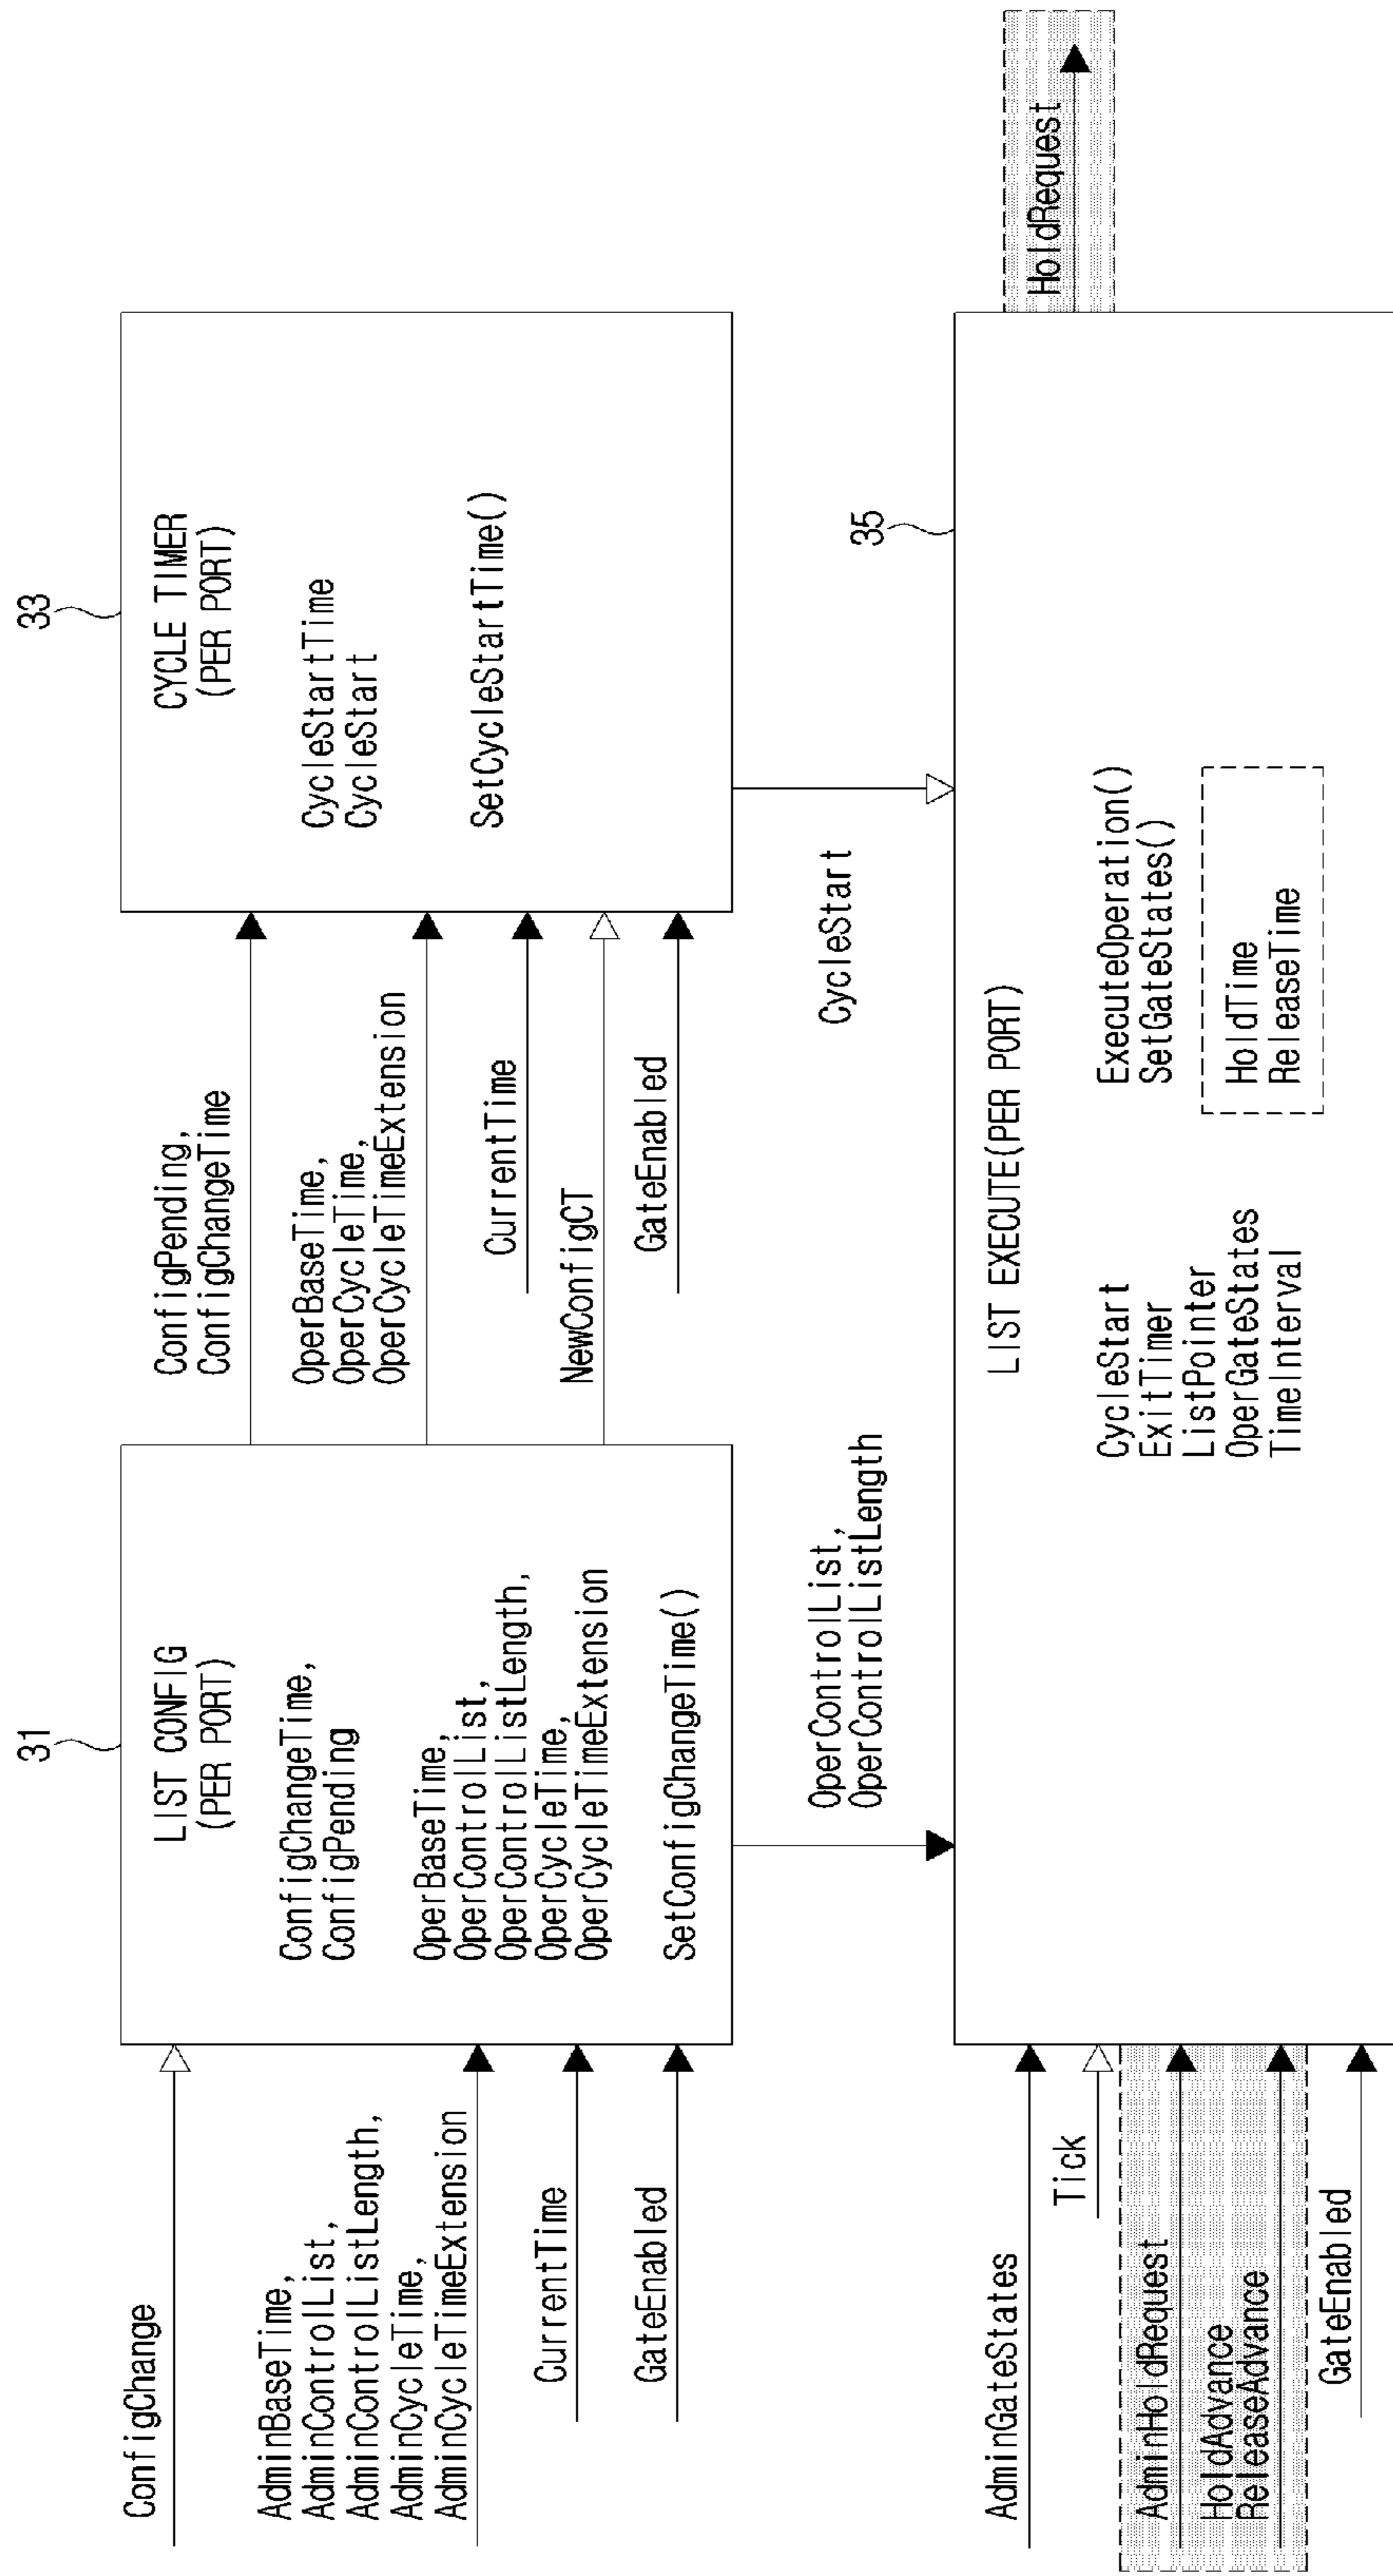 31
LIST CONFIG
(PER PORT)
ConfigChangeTime,
ConfigPending
OperBaseTime,
OperControlList,
OperControlListLength,
OperCycleTime,
OperCycleTimeExtension
SetConfigChangeTime()
ConfigChange
AdminBaseTime,
AdminControlList,
AdminControlListLength,
AdminCycleTime,
AdminCycleTimeExtension
CurrentTime
GateEnabled
ConfigPending,
ConfigChangeTime
OperBaseTime,
OperCycleTime,
OperCycleTimeExtension
CurrentTime
NewConfigCT
GateEnabled
33
CYCLE TIMER
(PER PORT)
CycleStartTime
CycleStart
SetCycleStartTime()
OperControlList,
OperControlListLength
CycleStart
35
LIST EXECUTE(PER PORT)
CycleStart
ExitTimer
ListPointer
OperGateStates
TimeInterval
ExecuteOperation()
SetGateStates()
HoldTime
ReleaseTime
AdminGateStates
Tick
AdminHoldRequest
HoldAdvance
ReleaseAdvance
GateEnabled
HoldRequest